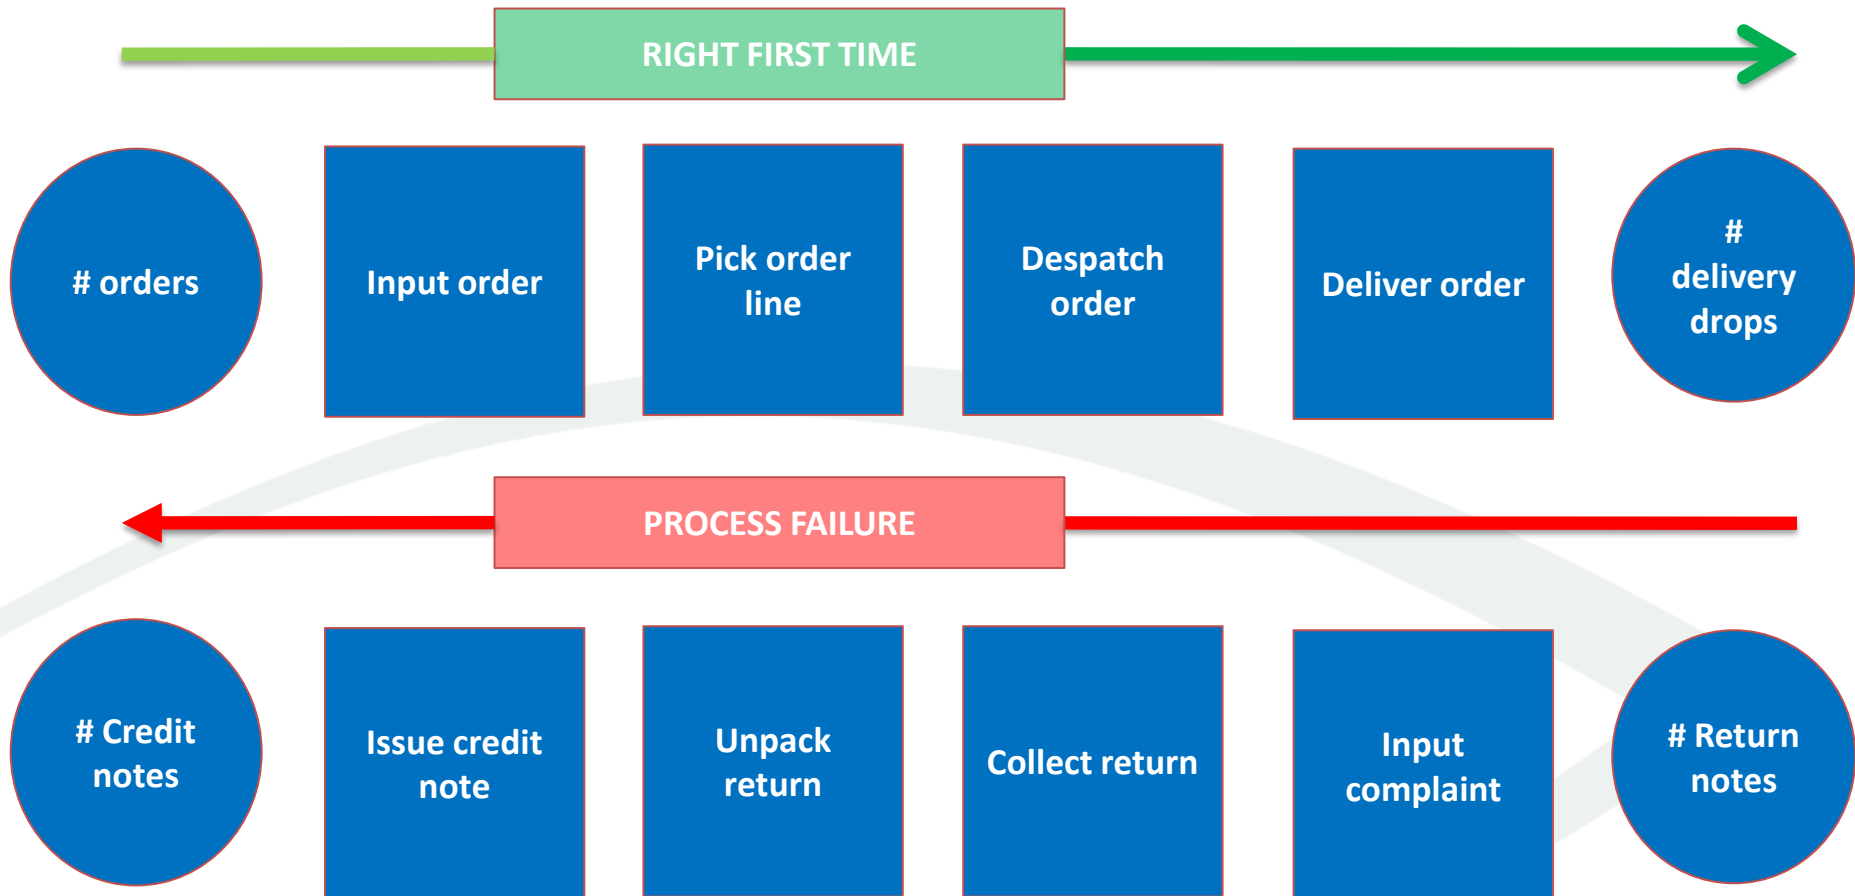 RIGHT FIRST TIME
# orders
Input order
Pick order
line
Despatch
order
Deliver order
#
delivery
drops
PROCESS FAILURE
# Credit
notes
Issue credit
note
Unpack
return
Collect return
Input
complaint
# Return
notes